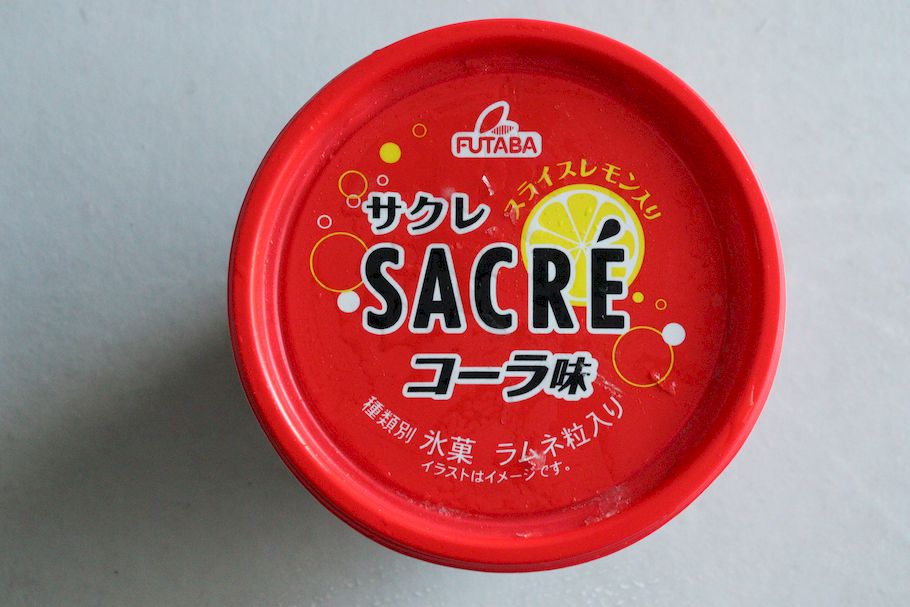 FUTABA
スライスレモン入り
サクレ
SACRÉ
コーラ味
種類別 氷菓 ラムネ粒入り
イラストはイメージです。